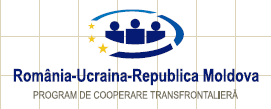 România-Ucraina-Republica Moldova
PROGRAM DE COOPERARE TRANSFRONTALIERĂ